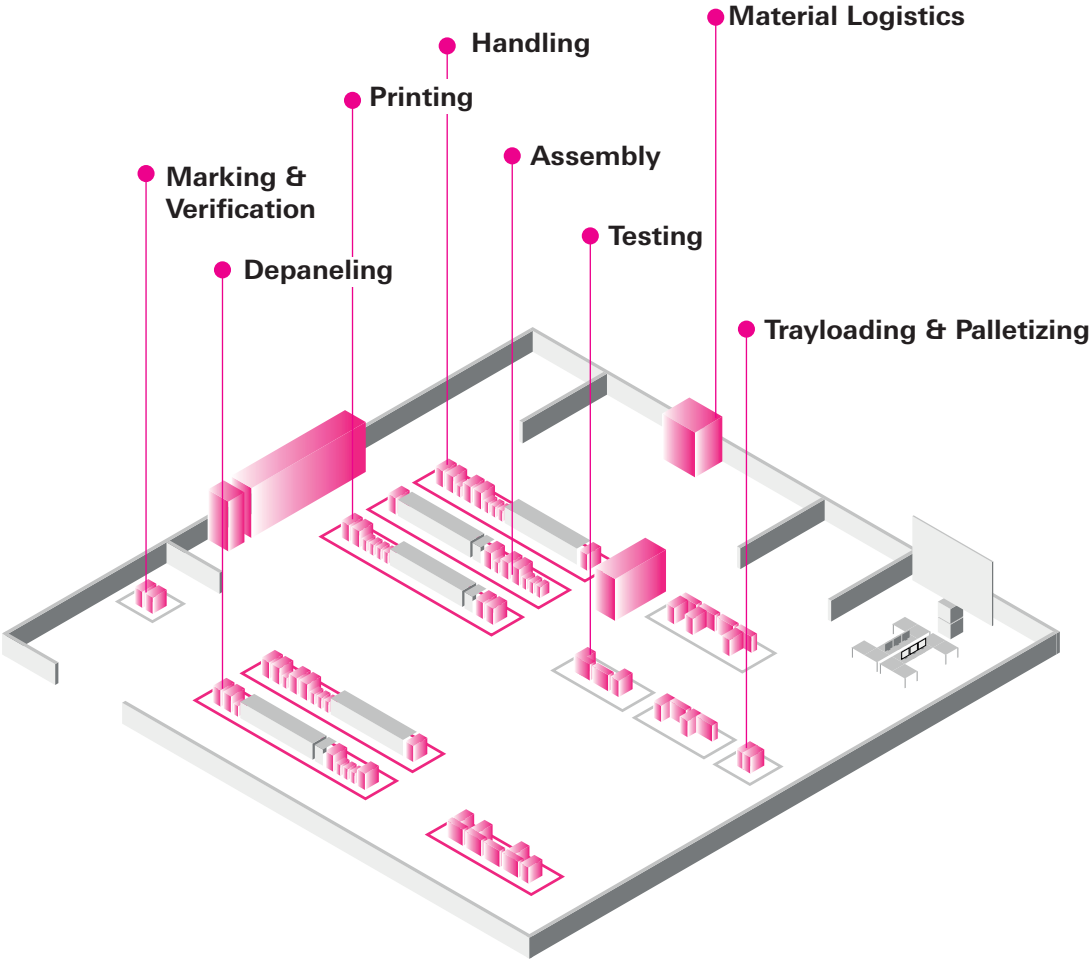 Material Logistics
Handling
Printing
Assembly
Marking &
Verification
Testing
Depaneling
Trayloading & Palletizing